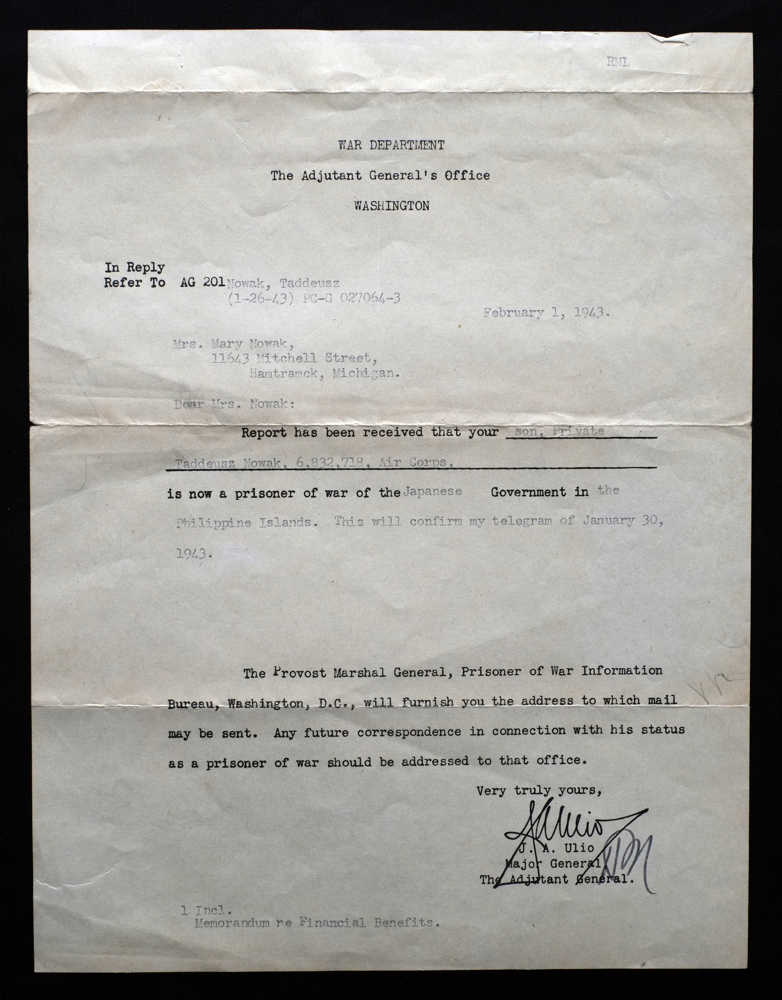 RML
WAR DEPARTMENT
The Adjutant General's Office
WASHINGTON
In Reply
Refer To AG 201 Nowak, Taddeusz
(1-26-43) PC-G 027064-3
February 1, 1943.
Mrs. Mary Nowak,
11643 Mitchell Street,
Hamtramck, Michigan.
Dear Mrs. Nowak:
Report has been received that your son, Private
Taddeusz Nowak, 6,832,718, Air Corps,
is now a prisoner of war of the Japanese Government in the
Philippine Islands. This will confirm my telegram of January 30,
1943.
The Provost Marshal General, Prisoner of War Information
Bureau, Washington, D.C., will furnish you the address to which mail
may be sent. Any future correspondence in connection with his status
as a prisoner of war should be addressed to that office.
Very truly yours,
J. A. Ulio
J. A. Ulio
Major General,
The Adjutant General.
1 Incl.
Memorandum re Financial Benefits.